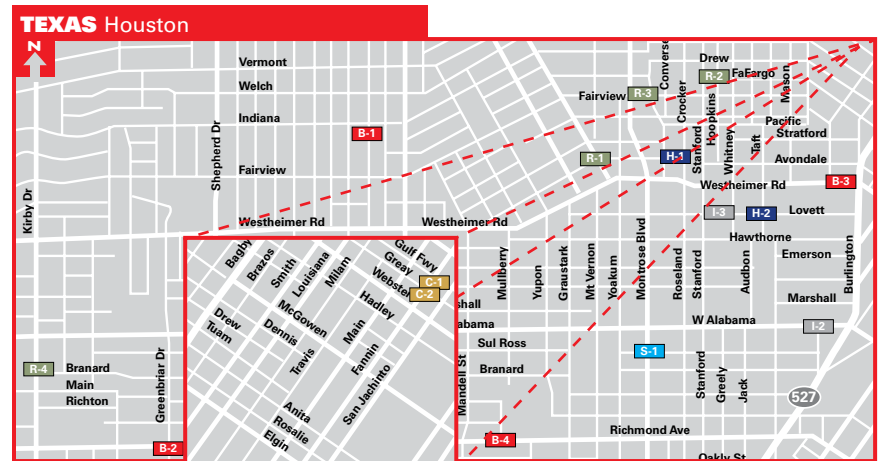 TEXAS Houston
N
Vermont
Welch
Indiana
B-1
Fairview
Westheimer Rd
Westheimer Rd
Shepherd Dr
Kirby Dr
Converse
Drew
R-2
FaFargo
Mason
Fairview
R-3
Crocker
Hoopkins
Pacific
Stratford
Stanford
Whitney
Taft
Avondale
R-1
H-1
Westheimer Rd
B-3
I-3
H-2
Lovett
Hawthorne
Emerson
Marshall
Burlington
Mulberry
Yupon
Graustark
Mt Vernon
Yoakum
Montrose Blvd
Roseland
Stanford
Audbon
shall
abama
W Alabama
I-2
Sul Ross
Branard
S-1
Mandell St
Stanford
Greely
Jack
527
B-4
Richmond Ave
Oakly St
R-4
Branard
Main
Richton
Greenbriar Dr
B-2
Bagby
Brazos
Smith
Louisiana
Milam
Gulf Fwy
Greay
Webster
C-1
C-2
Hadley
McGowen
Main
Drew
Tuam
Dennis
Travis
Fannin
San Jachinto
Anita
Rosalie
Elgin